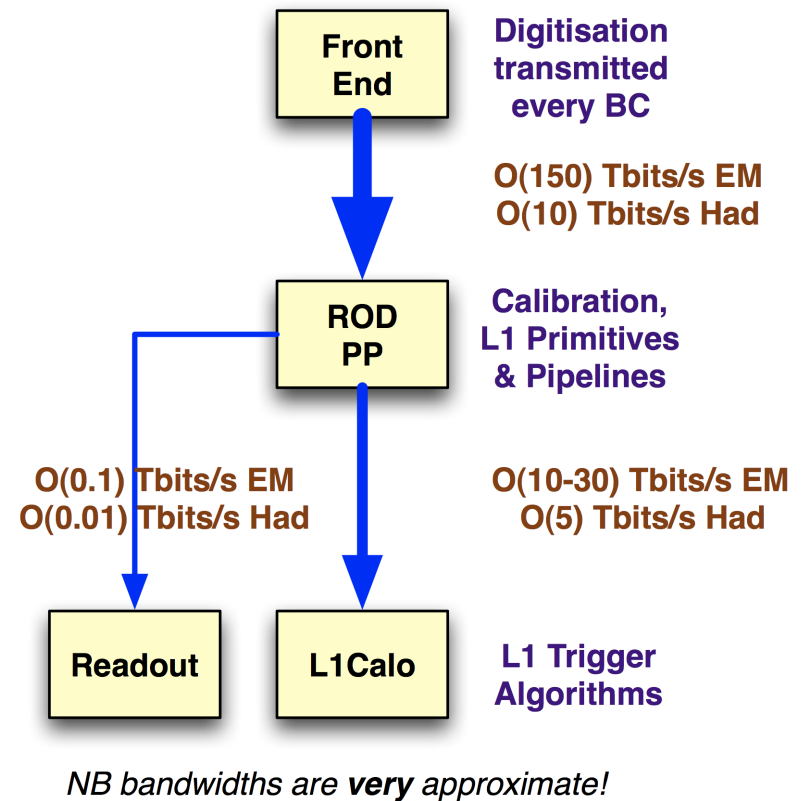 Front
End
Digitisation
transmitted
every BC
O(150) Tbits/s EM
O(10) Tbits/s Had
ROD
PP
Calibration,
L1 Primitives
& Pipelines
O(0.1) Tbits/s EM
O(0.01) Tbits/s Had
O(10-30) Tbits/s EM
O(5) Tbits/s Had
Readout
L1Calo
L1 Trigger
Algorithms
NB bandwidths are very approximate!